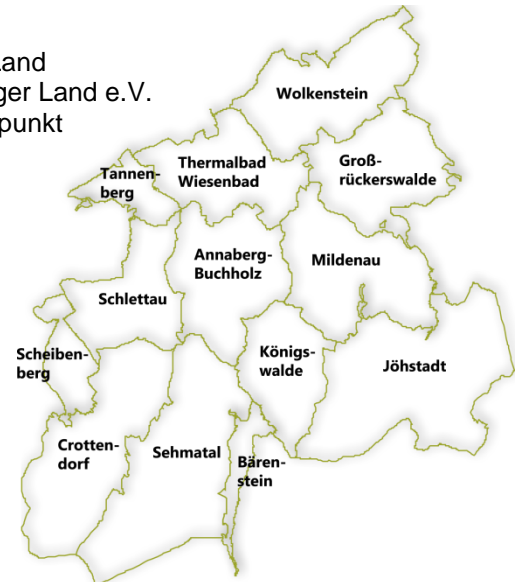 Land
ger Land e.V.
punkt
Wolkenstein
Thermalbad
Wiesenbad
Groß-
rückerswalde
Tannen-
berg
Annaberg-
Buchholz
Mildenau
Schlettau
Scheiben-
berg
Königs-
walde
Jöhstadt
Crotten-
dorf
Sehmatal
Bären-
stein